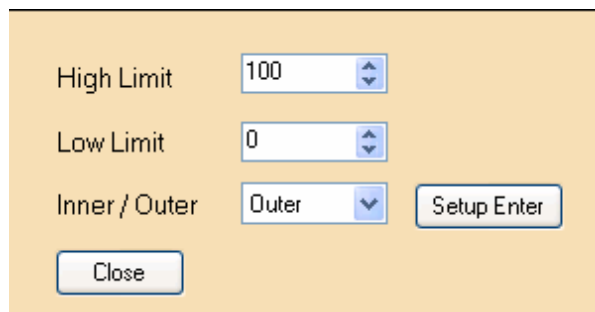 High Limit 100
Low Limit 0
Inner / Outer Outer Setup Enter
Close